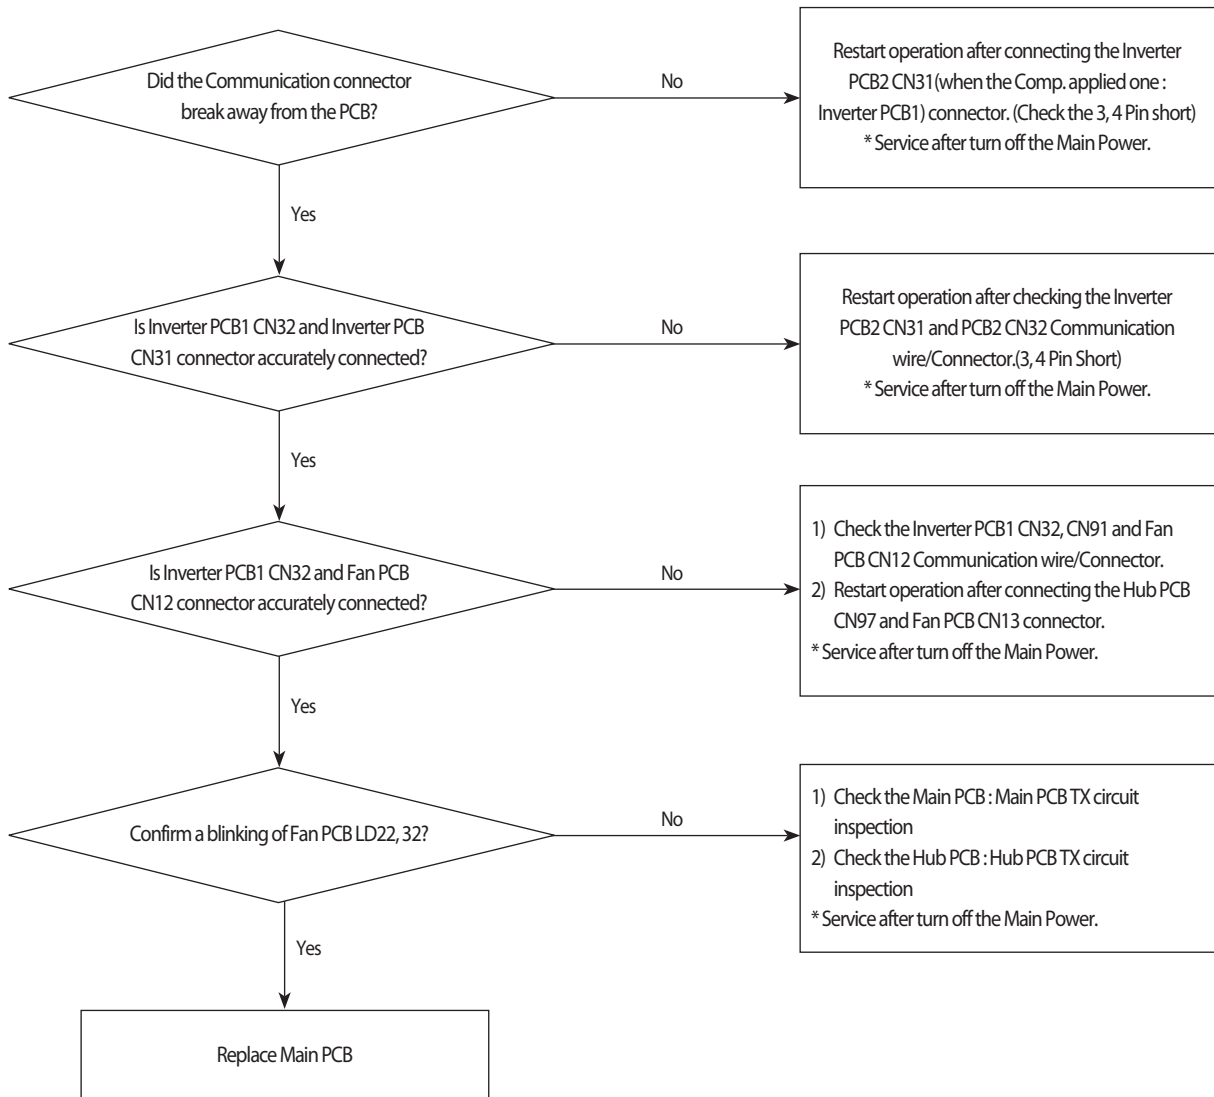 Did the Communication connector
break away from the PCB?
No
Restart operation after connecting the Inverter
PCB2 CN31(when the Comp. applied one :
Inverter PCB1) connector. (Check the 3, 4 Pin short)
* Service after turn off the Main Power.
Yes
Is Inverter PCB1 CN32 and Inverter PCB
CN31 connector accurately connected?
No
Restart operation after checking the Inverter
PCB2 CN31 and PCB2 CN32 Communication
wire/Connector.(3, 4 Pin Short)
* Service after turn off the Main Power.
Yes
Is Inverter PCB1 CN32 and Fan PCB
CN12 connector accurately connected?
No
1) Check the Inverter PCB1 CN32, CN91 and Fan
PCB CN12 Communication wire/Connector.
2) Restart operation after connecting the Hub PCB
CN97 and Fan PCB CN13 connector.
* Service after turn off the Main Power.
Yes
Confirm a blinking of Fan PCB LD22, 32?
No
1) Check the Main PCB : Main PCB TX circuit
inspection
2) Check the Hub PCB : Hub PCB TX circuit
inspection
* Service after turn off the Main Power.
Yes
Replace Main PCB